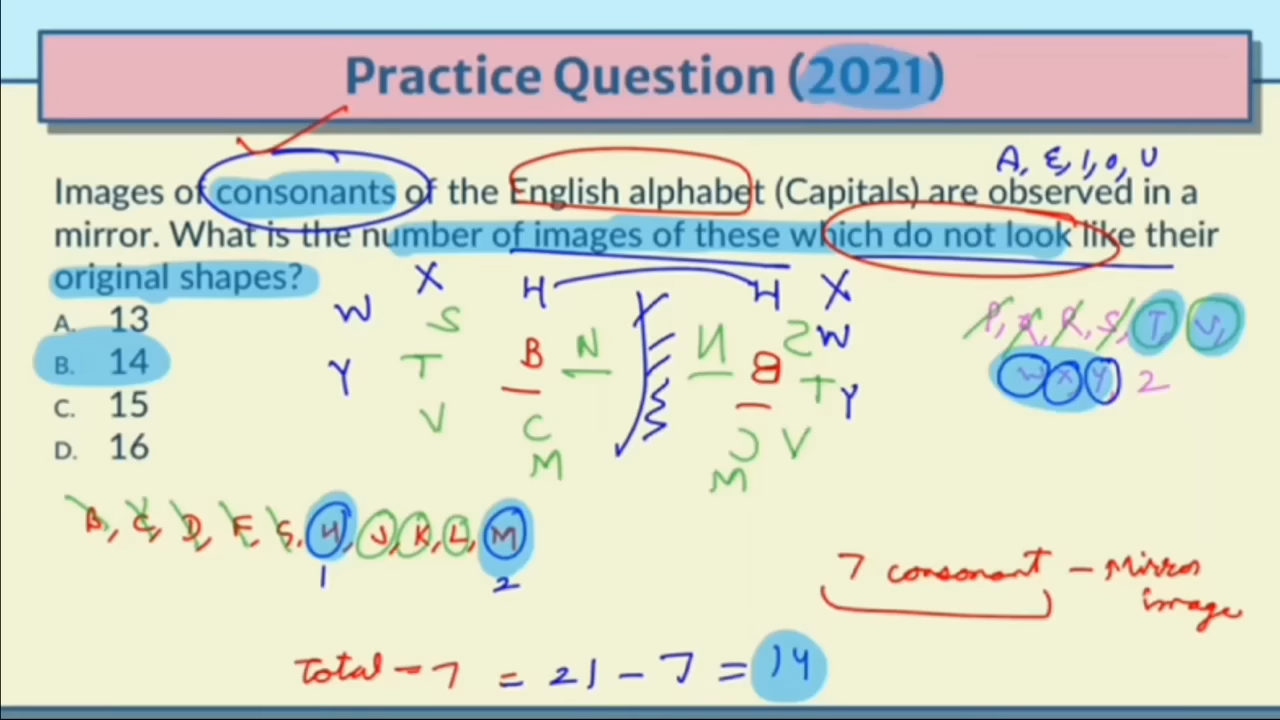 Practice Question (2021)
A, E, I, O, U
Images of consonants of the English alphabet (Capitals) are observed in a
mirror. What is the number of images of these which do not look like their
original shapes?
A. 13
B. 14
C. 15
D. 16
X H H X
W S S W
Y T B N N B T Y
V C C V
M M
P, Q, R, S, T, V,
W X Y, 2
B, C, D, F, G, H, J, K, L, M
1 2
7 consonant – Mirror
image
Total – 7 = 21 – 7 = 14